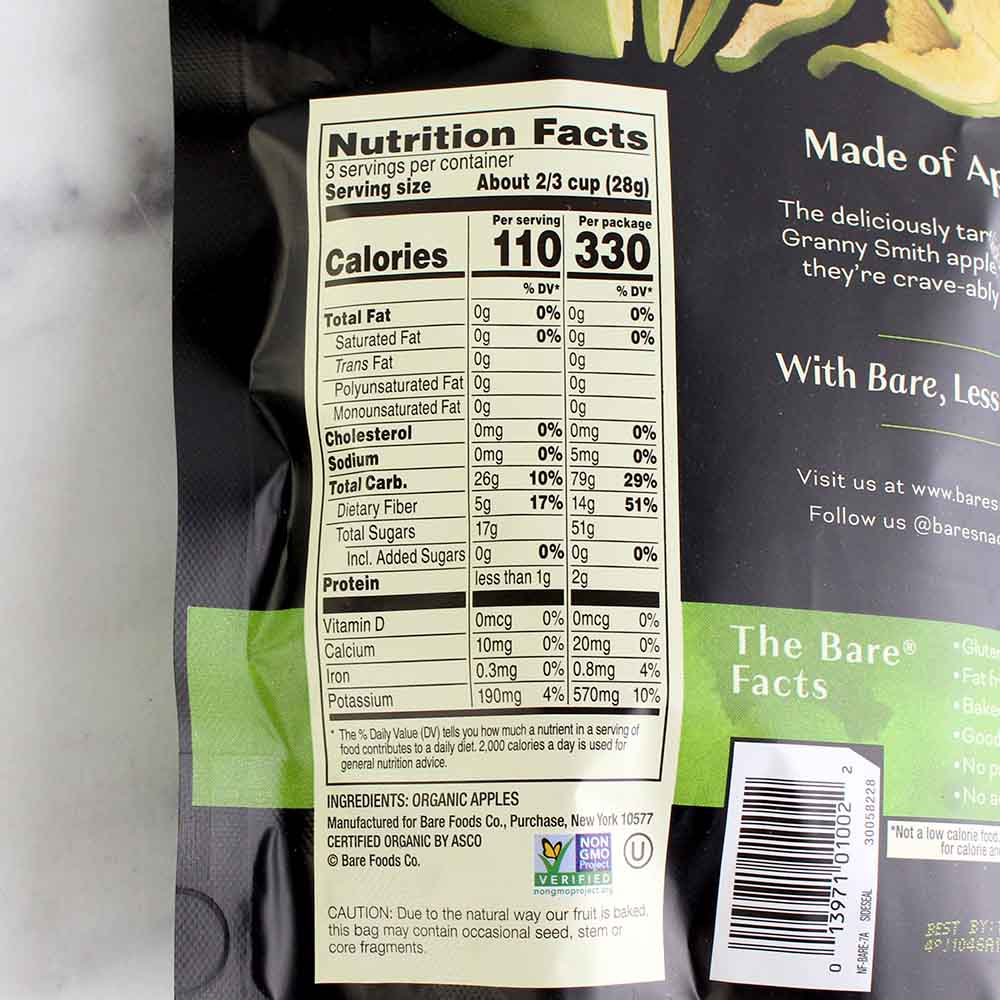 Nutrition Facts
3 servings per container
Serving size About 2/3 cup (28g)
Per serving Per package
Calories 110 330
% DV* % DV*
Total Fat 0g 0% 0g 0%
Saturated Fat 0g 0% 0g 0%
Trans Fat 0g 0g
Polyunsaturated Fat 0g 0g
Monounsaturated Fat 0g 0g
Cholesterol 0mg 0% 0mg 0%
Sodium 0mg 0% 5mg 0%
Total Carb. 26g 10% 79g 29%
Dietary Fiber 5g 17% 14g 51%
Total Sugars 17g 51g
Incl. Added Sugars 0g 0% 0g 0%
Protein less than 1g 2g
Vitamin D 0mcg 0% 0mcg 0%
Calcium 10mg 0% 20mg 0%
Iron 0.3mg 0% 0.8mg 4%
Potassium 190mg 4% 570mg 10%
* The % Daily Value (DV) tells you how much a nutrient in a serving of
food contributes to a daily diet. 2,000 calories a day is used for
general nutrition advice.
INGREDIENTS: ORGANIC APPLES
Manufactured for Bare Foods Co., Purchase, New York 10577
CERTIFIED ORGANIC BY ASCO
© Bare Foods Co.
NON
GMO
Project
VERIFIED
nongmoproject.org
U
CAUTION: Due to the natural way our fruit is baked,
this bag may contain occasional seed, stem or
core fragments.
Made of
The deliciously
Granny Smith
they're crave-ably
With Bare, Less
Visit us at
Follow us
The Bare®
Facts
•
•Fat
•
•Good
•No
•No
*Not a low calorie
for calorie
0 13971 01002 2
30058228
NF-BARE-7A SIDESEAL
BEST BY: